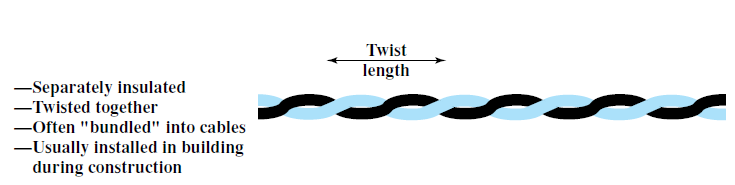 Twist
length
—Separately insulated
—Twisted together
—Often "bundled" into cables
—Usually installed in building
during construction